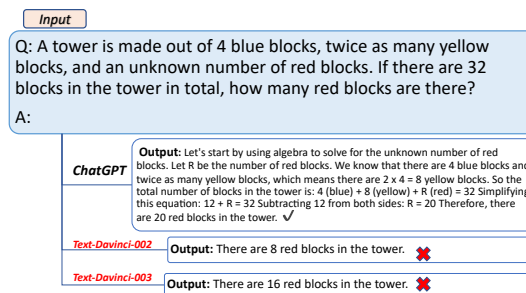 Input
Q: A tower is made out of 4 blue blocks, twice as many yellow
blocks, and an unknown number of red blocks. If there are 32
blocks in the tower in total, how many red blocks are there?
A:
ChatGPT
Output: Let's start by using algebra to solve for the unknown number of red
blocks. Let R be the number of red blocks. We know that there are 4 blue blocks and
twice as many yellow blocks, which means there are 2 x 4 = 8 yellow blocks. So the
total number of blocks in the tower is: 4 (blue) + 8 (yellow) + R (red) = 32 Simplifying
this equation: 12 + R = 32 Subtracting 12 from both sides: R = 20 Therefore, there
are 20 red blocks in the tower. ✓
Text-Davinci-002
Output: There are 8 red blocks in the tower. ✖
Text-Davinci-003
Output: There are 16 red blocks in the tower. ✖